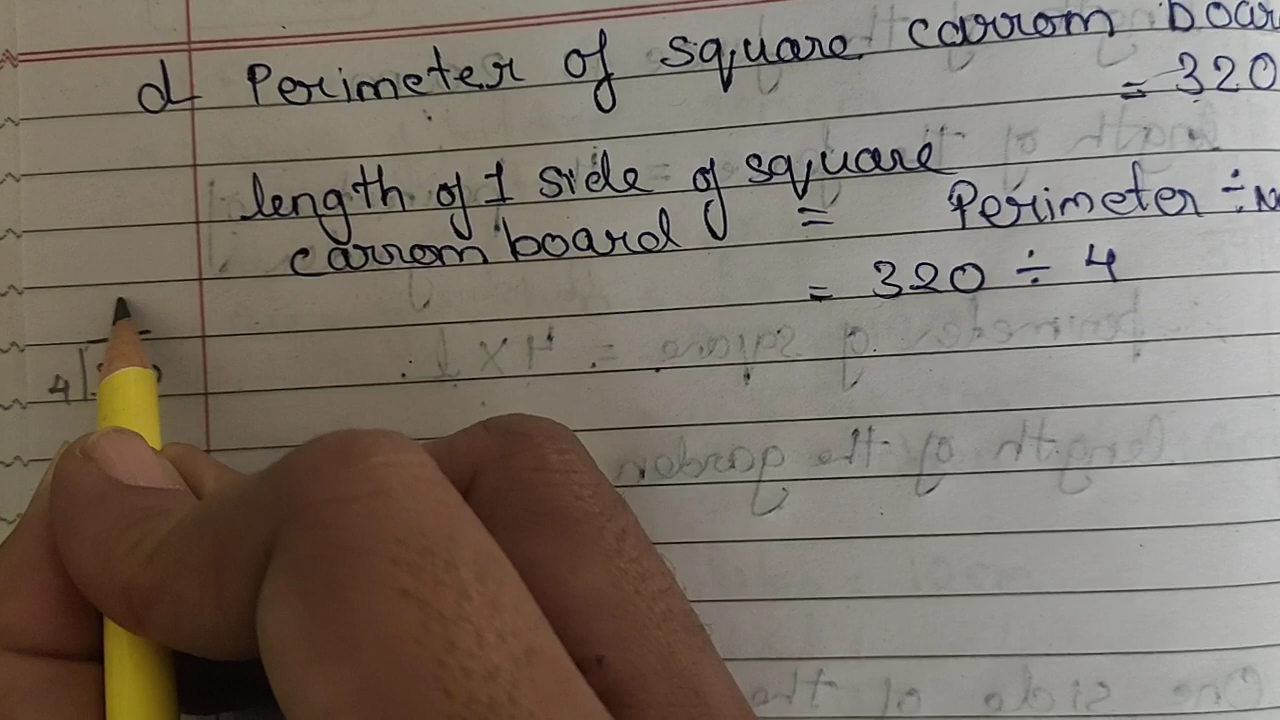 d Perimeter of square carrom boar
= 320
length of 1 side of square
carrom board = Perimeter ÷ N
= 320 ÷ 4
4